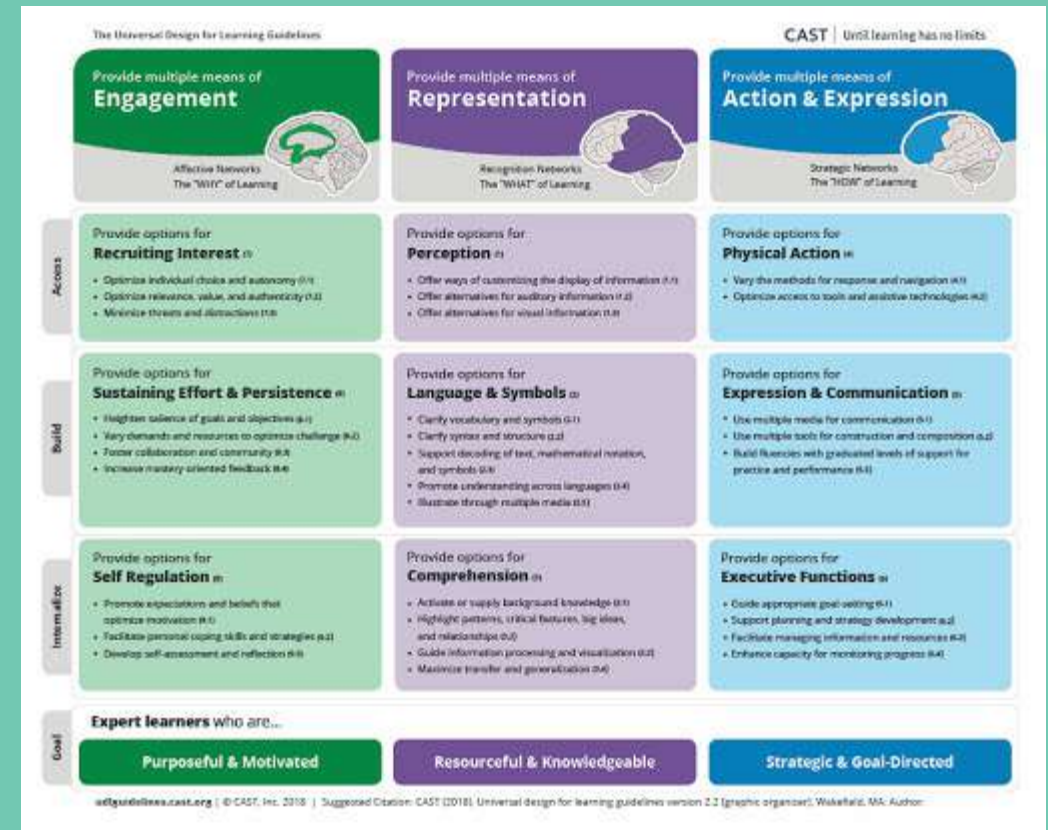 The Universal Design for Learning Guidelines
CAST | Until learning has no limits
Provide multiple means of
Engagement
Affective Networks
The "WHY" of Learning
Provide multiple means of
Representation
Recognition Networks
The "WHAT" of Learning
Provide multiple means of
Action & Expression
Strategic Networks
The "HOW" of Learning
Access
Provide options for
Recruiting Interest
• Optimize individual choice and autonomy
• Optimize relevance, value, and authenticity
• Minimize threats and distractions
Provide options for
Perception
• Offer ways of customizing the display of information
• Offer alternatives for auditory information
• Offer alternatives for visual information
Provide options for
Physical Action
• Vary the methods for response and navigation
• Optimize access to tools and assistive technologies
Build
Provide options for
Sustaining Effort & Persistence
• Heighten salience of goals and objectives
• Vary demands and resources to optimize challenge
• Foster collaboration and community
• Increase mastery-oriented feedback
Provide options for
Language & Symbols
• Clarify vocabulary and symbols
• Clarify syntax and structure
• Support decoding of text, mathematical notation,
and symbols
• Promote understanding across languages
• Illustrate through multiple media
Provide options for
Expression & Communication
• Use multiple media for communication
• Use multiple tools for construction and composition
• Build fluencies with graduated levels of support for
practice and performance
Internalize
Provide options for
Self Regulation
• Promote expectations and beliefs that
optimize motivation
• Facilitate personal coping skills and strategies
• Develop self-assessment and reflection
Provide options for
Comprehension
• Activate or supply background knowledge
• Highlight patterns, critical features, big ideas,
and relationships
• Guide information processing and visualization
• Maximize transfer and generalization
Provide options for
Executive Functions
• Guide appropriate goal-setting
• Support planning and strategy development
• Facilitate managing information and resources
• Enhance capacity for monitoring progress
Goal
Expert learners who are...
Purposeful & Motivated
Resourceful & Knowledgeable
Strategic & Goal-Directed
udlguidelines.cast.org | © CAST, Inc. 2018 | Suggested Citation: CAST (2018). Universal design for learning guidelines version 2.2 [graphic organizer]. Wakefield, MA: Author.